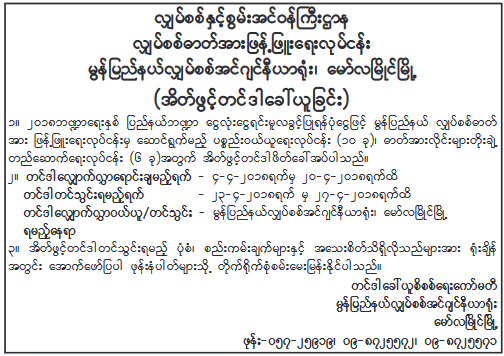 လျှပ်စစ်နှင့်စွမ်းအင်ဝန်ကြီးဌာန
လျှပ်စစ်ဓာတ်အားဖြန့်ဖြူးရေးလုပ်ငန်း
မွန်ပြည်နယ်လျှပ်စစ်အင်ဂျင်နီယာရုံး၊ မော်လမြိုင်မြို့
(အိတ်ဖွင့်တင်ဒါခေါ်ယူခြင်း)
၁။ ၂၀၁၈ဘဏ္ဍာရေးနှစ် ပြည်နယ်ဘဏ္ဍာ ငွေလုံးငွေရင်းမူလခွင့်ပြုရန်ပုံငွေဖြင့် မွန်ပြည်နယ် လျှပ်စစ်ဓာတ်
အား ဖြန့်ဖြူးရေးလုပ်ငန်းမှ ဆောင်ရွက်မည့် ပစ္စည်းဝယ်ယူရေးလုပ်ငန်း (၁၀ ခု)၊ ဓာတ်အားလိုင်းများတိုးချဲ့
တည်ဆောက်ရေးလုပ်ငန်း (၆ ခု)အတွက် အိတ်ဖွင့်တင်ဒါဖိတ်ခေါ်အပ်ပါသည်။
၂။ တင်ဒါလျှောက်လွှာရောင်းချမည့်ရက် - ၄-၄-၂၀၁၈ရက်မှ ၂၀-၄-၂၀၁၈ရက်ထိ
တင်ဒါတင်သွင်းရမည့်ရက် - ၂၃-၄-၂၀၁၈ရက်မှ ၂၇-၄-၂၀၁၈ရက်ထိ
တင်ဒါလျှောက်လွှာဝယ်ယူ/တင်သွင်း - မွန်ပြည်နယ်လျှပ်စစ်အင်ဂျင်နီယာရုံး၊ မော်လမြိုင်မြို့
ရမည့်နေရာ
၃။ အိတ်ဖွင့်တင်ဒါတင်သွင်းရမည့် ပုံစံ၊ စည်းကမ်းချက်များနှင့် အသေးစိတ်သိရှိလိုသည်များအား ရုံးချိန်
အတွင်း အောက်ဖော်ပြပါ ဖုန်းနံပါတ်များသို့ တိုက်ရိုက်စုံစမ်းမေးမြန်းနိုင်ပါသည်။
တင်ဒါခေါ်ယူစိစစ်ရေးကော်မတီ
မွန်ပြည်နယ်လျှပ်စစ်အင်ဂျင်နီယာရုံး
မော်လမြိုင်မြို့
ဖုန်း-၀၅၇-၂၅၉၁၉၊ ၀၉-၈၇၂၅၅၇၂၊ ၀၉-၈၇၂၅၅၇၁